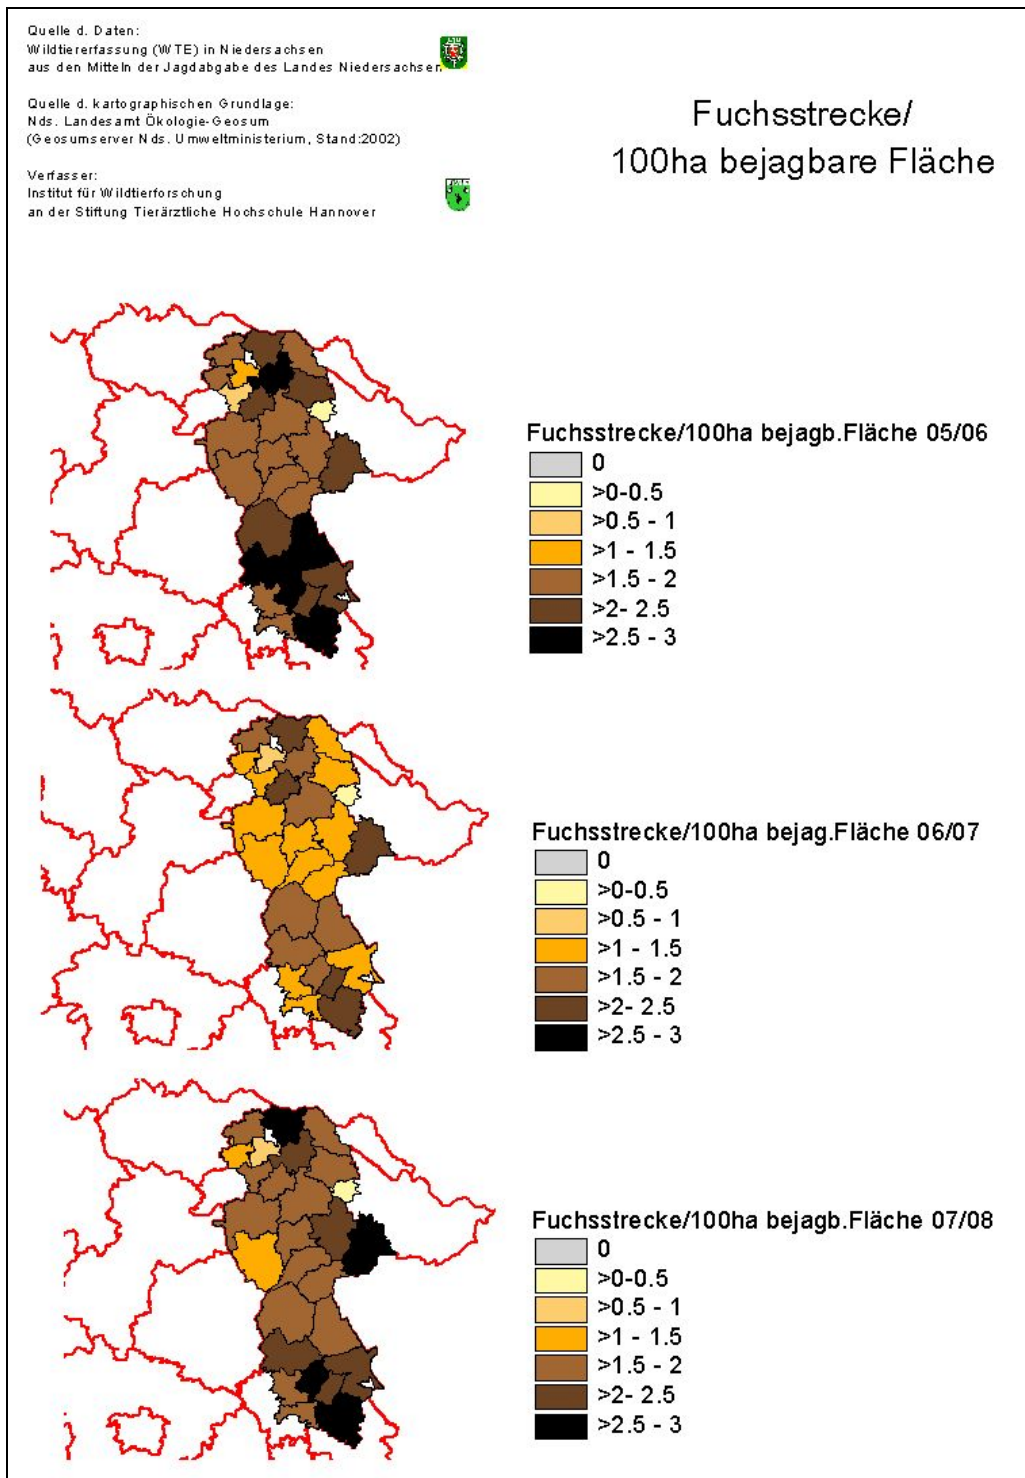 Quelle d. Daten:
Wildtiererfassung (WTE) in Niedersachsen
aus den Mitteln der Jagdabgabe des Landes Niedersachsen
Quelle d. kartographischen Grundlage:
Nds. Landesamt Ökologie-Geosum
(Geosumserver Nds. Umweltministerium, Stand:2002)
Verfasser:
Institut für Wildtierforschung
an der Stiftung Tierärztliche Hochschule Hannover
Fuchsstrecke/
100ha bejagbare Fläche
Fuchsstrecke/100ha bejagb.Fläche 05/06
0
>0-0.5
>0.5 - 1
>1 - 1.5
>1.5 - 2
>2- 2.5
>2.5 - 3
Fuchsstrecke/100ha bejag.Fläche 06/07
0
>0-0.5
>0.5 - 1
>1 - 1.5
>1.5 - 2
>2- 2.5
>2.5 - 3
Fuchsstrecke/100ha bejagb.Fläche 07/08
0
>0-0.5
>0.5 - 1
>1 - 1.5
>1.5 - 2
>2- 2.5
>2.5 - 3